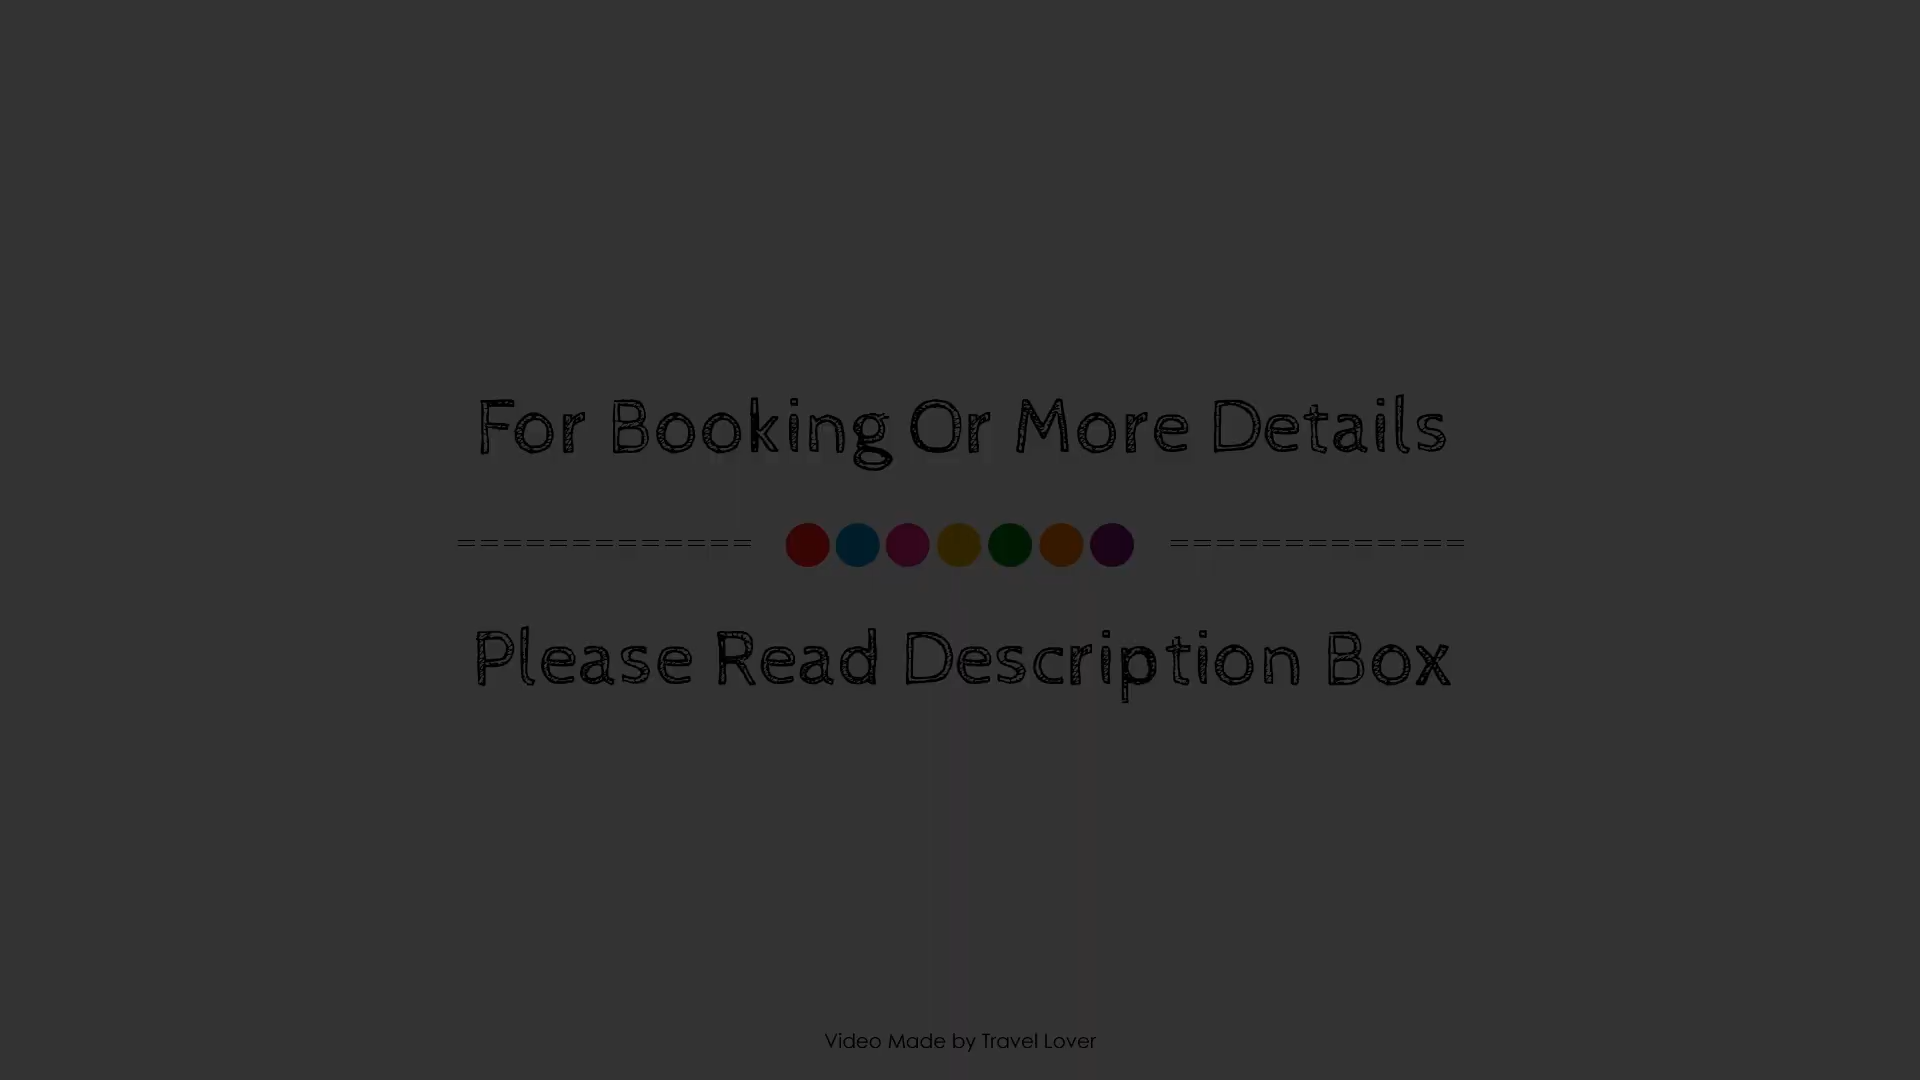 For Booking Or More Details
============= =============
Please Read Description Box
Video Made by Travel Lover